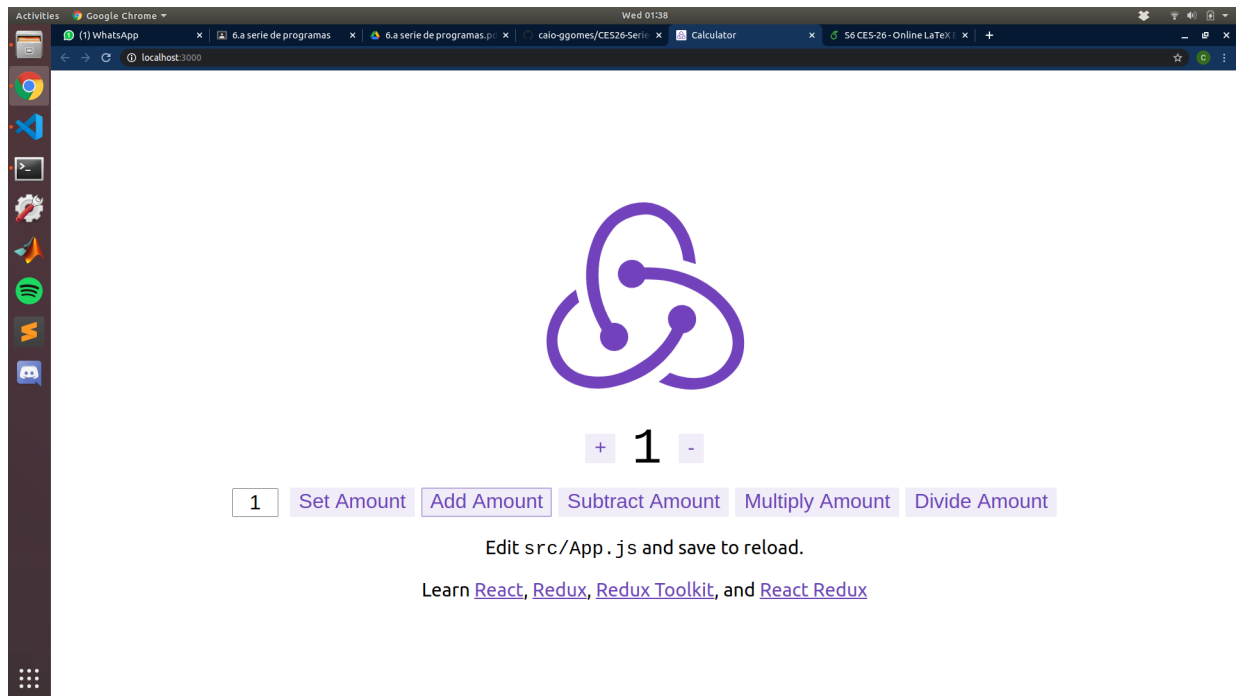 Activities Google Chrome Wed 01:38
(1) WhatsApp 6.a serie de programas 6.a serie de programas.pd caio-ggomes/CES26-Serie Calculator S6 CES-26 - Online LaTeX
localhost:3000 C
+ 1 -
1 Set Amount Add Amount Subtract Amount Multiply Amount Divide Amount
Edit src/App.js and save to reload.
Learn React, Redux, Redux Toolkit, and React Redux